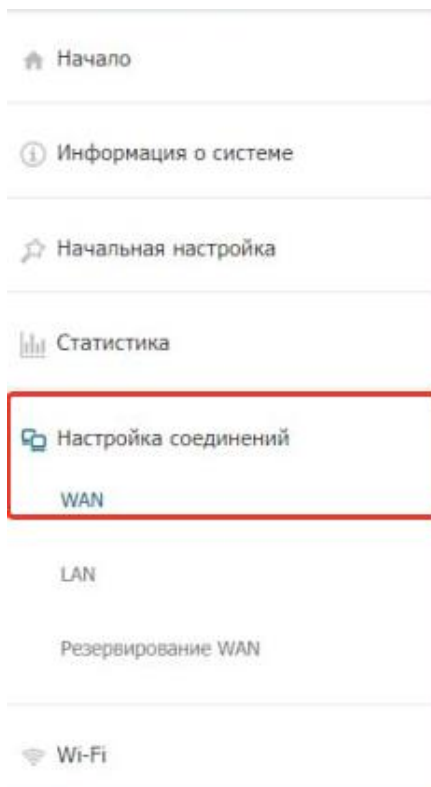 Начало
Информация о системе
Начальная настройка
Статистика
Настройка соединений
WAN
LAN
Резервирование WAN
Wi-Fi